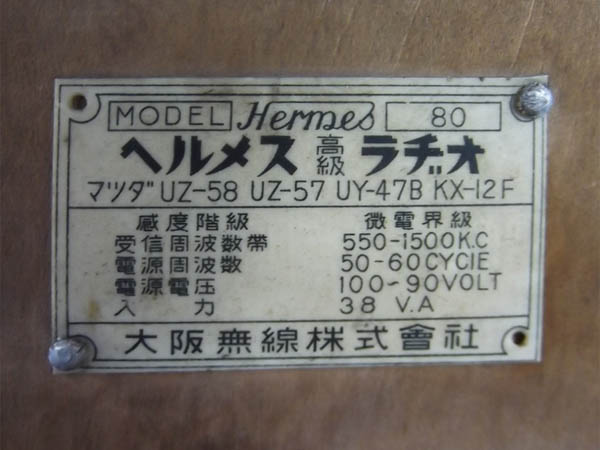 MODEL Hermes 80
ヘルメス 高級 ラヂオ
マツダ UZ-58 UZ-57 UY-47B KX-12F
感度階級 微電界級
受信周波数帯 550-1500K.C
電源周波数 50-60CYCIE
電源電圧 100~90VOLT
入力 38 V.A
大阪無線株式會社